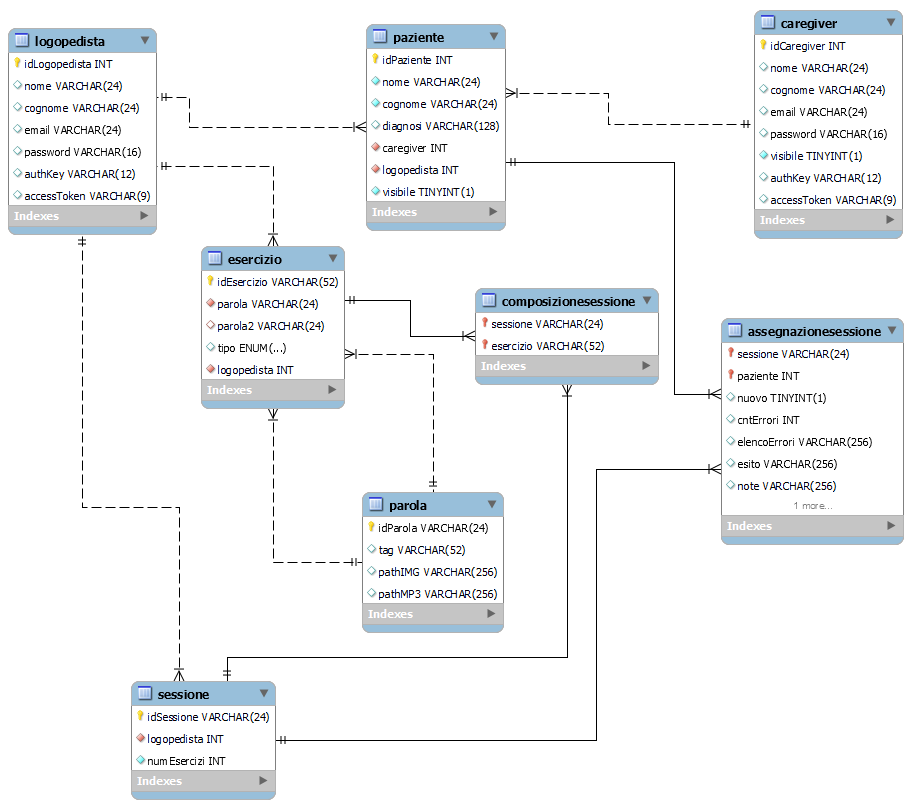 logopedista
idLogopedista INT
nome VARCHAR(24)
cognome VARCHAR(24)
email VARCHAR(24)
password VARCHAR(16)
authKey VARCHAR(12)
accessToken VARCHAR(9)
Indexes
paziente
idPaziente INT
nome VARCHAR(24)
cognome VARCHAR(24)
diagnosi VARCHAR(128)
caregiver INT
logopedista INT
visibile TINYINT(1)
Indexes
caregiver
idCaregiver INT
nome VARCHAR(24)
cognome VARCHAR(24)
email VARCHAR(24)
password VARCHAR(16)
visibile TINYINT(1)
authKey VARCHAR(12)
accessToken VARCHAR(9)
Indexes
esercizio
idEsercizio VARCHAR(52)
parola VARCHAR(24)
parola2 VARCHAR(24)
tipo ENUM(...)
logopedista INT
Indexes
composizionesessione
sessione VARCHAR(24)
esercizio VARCHAR(52)
Indexes
assegnazionesessione
sessione VARCHAR(24)
paziente INT
nuovo TINYINT(1)
cntErrori INT
elencoErrori VARCHAR(256)
esito VARCHAR(256)
note VARCHAR(256)
1 more...
Indexes
parola
idParola VARCHAR(24)
tag VARCHAR(52)
pathIMG VARCHAR(256)
pathMP3 VARCHAR(256)
Indexes
sessione
idSessione VARCHAR(24)
logopedista INT
numEsercizi INT
Indexes